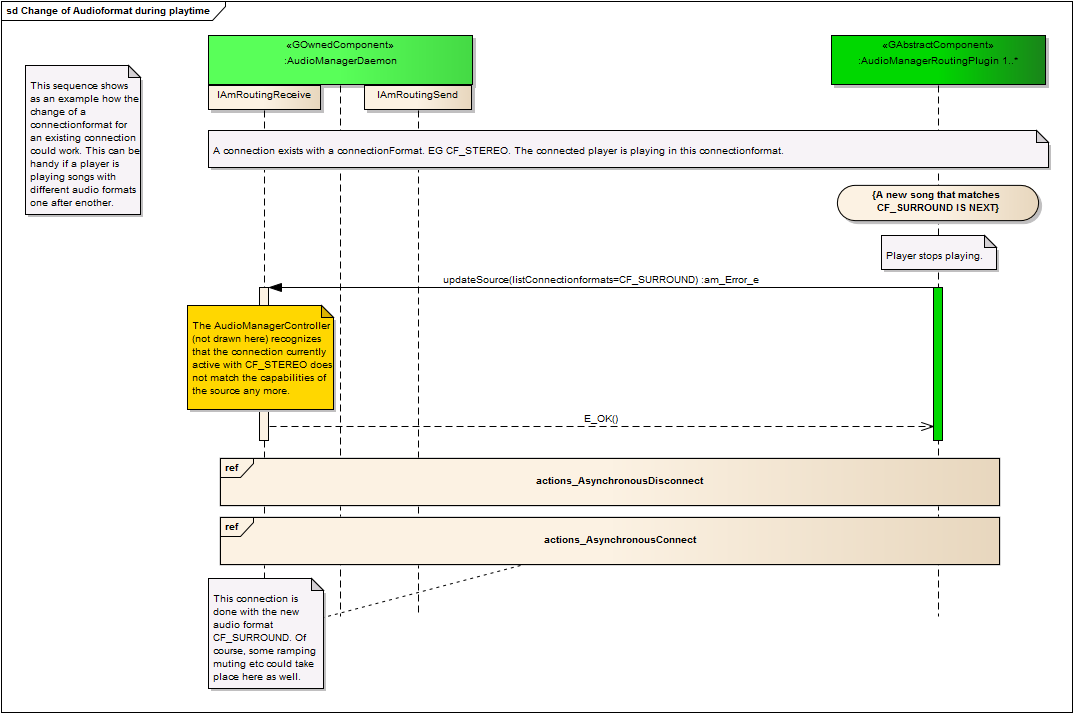 sd Change of Audioformat during playtime
«GOwnedComponent»
:AudioManagerDaemon
IAmRoutingReceive
IAmRoutingSend
«GAbstractComponent»
:AudioManagerRoutingPlugin 1..*
This sequence shows
as an example how the
change of a
connectionformat for
an existing connection
could work. This can be
handy if a player is
playing songs with
different audio formats
one after enother.
A connection exists with a connectionFormat. EG CF_STEREO. The connected player is playing in this connectionformat.
{A new song that matches
CF_SURROUND IS NEXT}
Player stops playing.
updateSource(listConnectionformats=CF_SURROUND) :am_Error_e
The AudioManagerController
(not drawn here) recognizes
that the connection currently
active with CF_STEREO does
not match the capabilities of
the source any more.
E_OK()
ref
actions_AsynchronousDisconnect
ref
actions_AsynchronousConnect
This connection is
done with the new
audio format
CF_SURROUND. Of
course, some ramping
muting etc could take
place here as well.